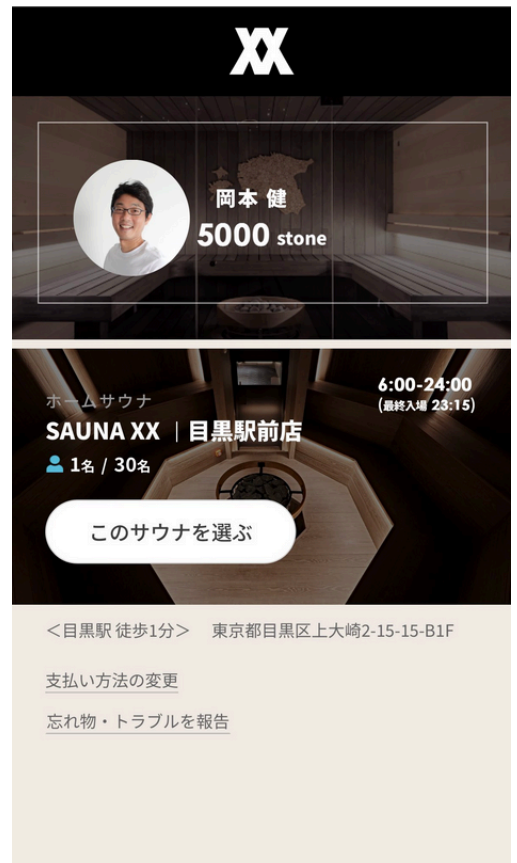 XX
岡本 健
5000 stone
ホームサウナ
6:00-24:00
(最終入場 23:15)
SAUNA XX ｜目黒駅前店
1名 / 30名
このサウナを選ぶ
＜目黒駅 徒歩1分＞ 東京都目黒区上大崎2-15-15-B1F
支払い方法の変更
忘れ物・トラブルを報告